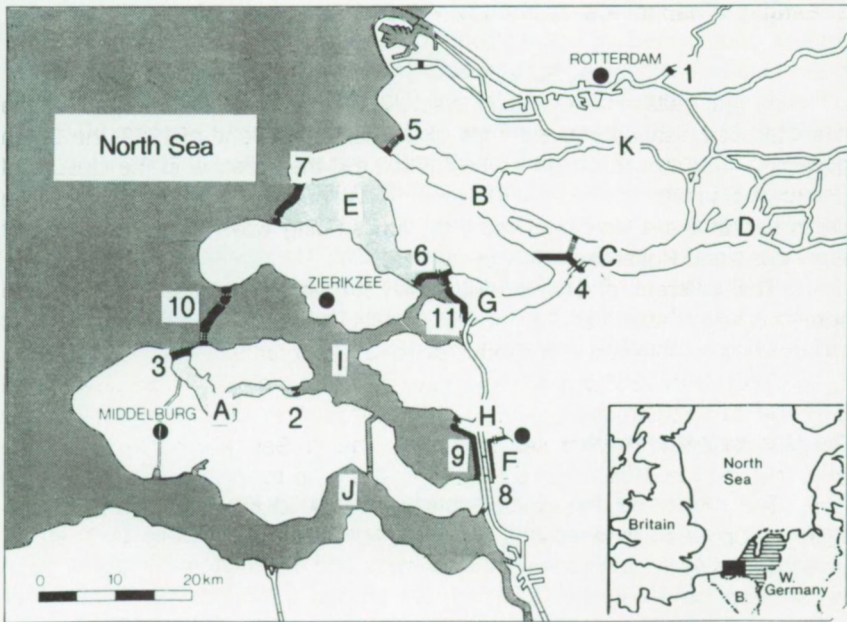 ROTTERDAM
1
North Sea
5
K
7
B
E
D
C
6
4
ZIERIKZEE
G
10
11
3
I
A
2
MIDDELBURG
H
9
F
8
J
North
Sea
Britain
W.
Germany
B.
0 10 20 km